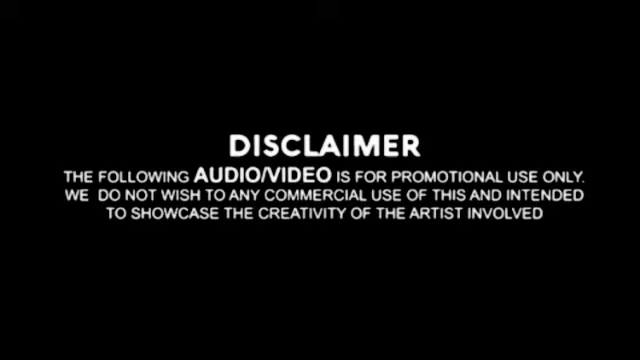 DISCLAIMER
THE FOLLOWING AUDIO/VIDEO IS FOR PROMOTIONAL USE ONLY.
WE DO NOT WISH TO ANY COMMERCIAL USE OF THIS AND INTENDED
TO SHOWCASE THE CREATIVITY OF THE ARTIST INVOLVED